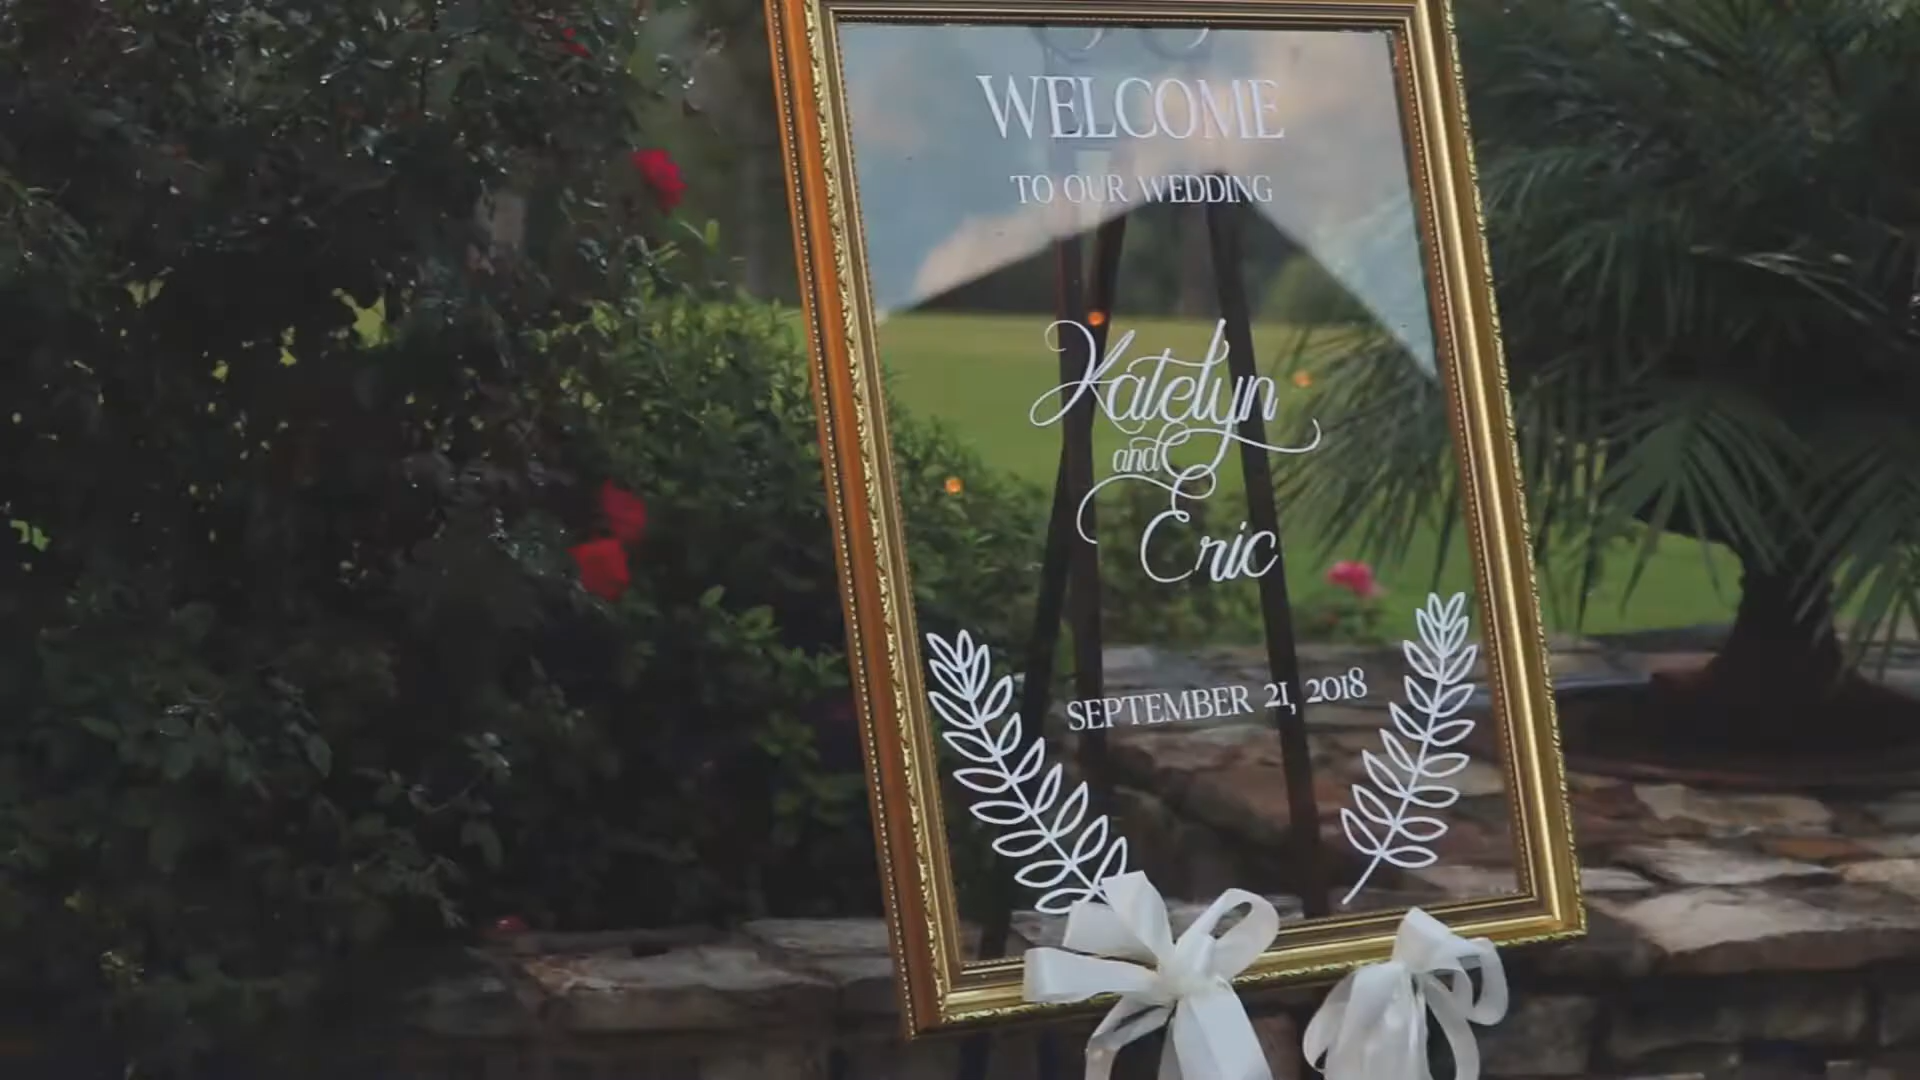 WELCOME
TO OUR WEDDING
Katelyn
and
Eric
SEPTEMBER 21, 2018